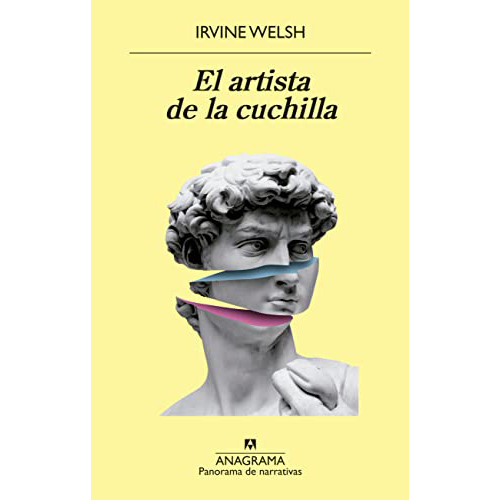 IRVINE WELSH
El artista
de la cuchilla
ANAGRAMA
Panorama de narrativas